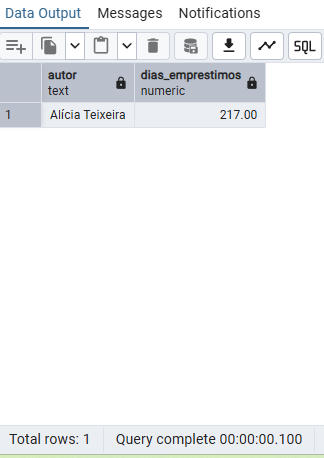 Data Output Messages Notifications
SQL
autor dias_emprestimos
text numeric
1 Alícia Teixeira 217.00
Total rows: 1 Query complete 00:00:00.100